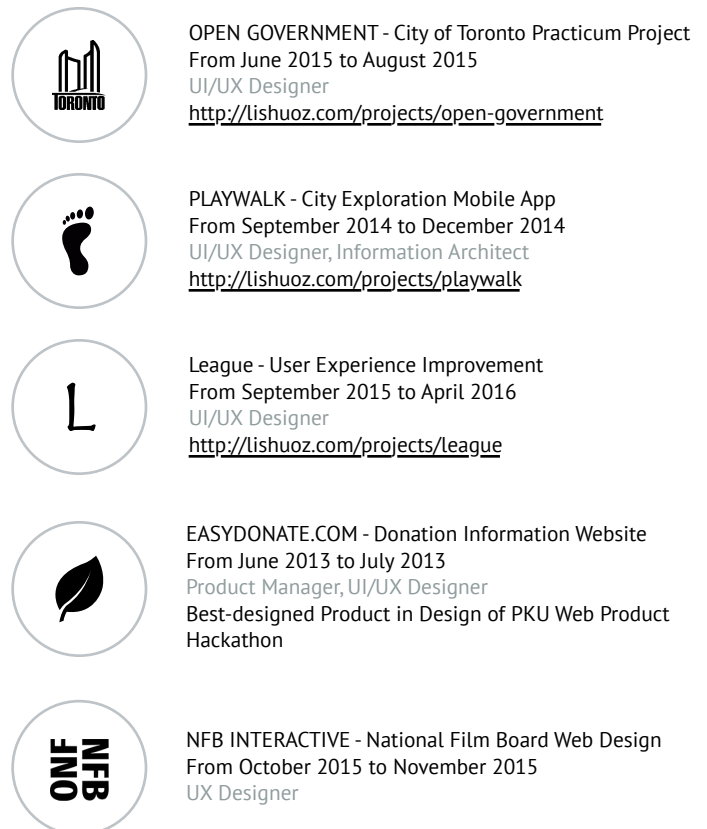 TORONTO
OPEN GOVERNMENT - City of Toronto Practicum Project
From June 2015 to August 2015
UI/UX Designer
http://lishuoz.com/projects/open-government
PLAYWALK - City Exploration Mobile App
From September 2014 to December 2014
UI/UX Designer, Information Architect
http://lishuoz.com/projects/playwalk
L
League - User Experience Improvement
From September 2015 to April 2016
UI/UX Designer
http://lishuoz.com/projects/league
EASYDONATE.COM - Donation Information Website
From June 2013 to July 2013
Product Manager, UI/UX Designer
Best-designed Product in Design of PKU Web Product
Hackathon
NFB
ONF
NFB INTERACTIVE - National Film Board Web Design
From October 2015 to November 2015
UX Designer